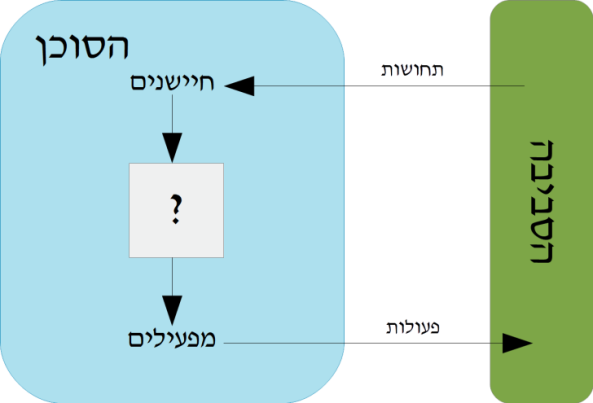 הסוכן
חיישנים
תחושות
?
הסביבה
מפעילים
פעולות